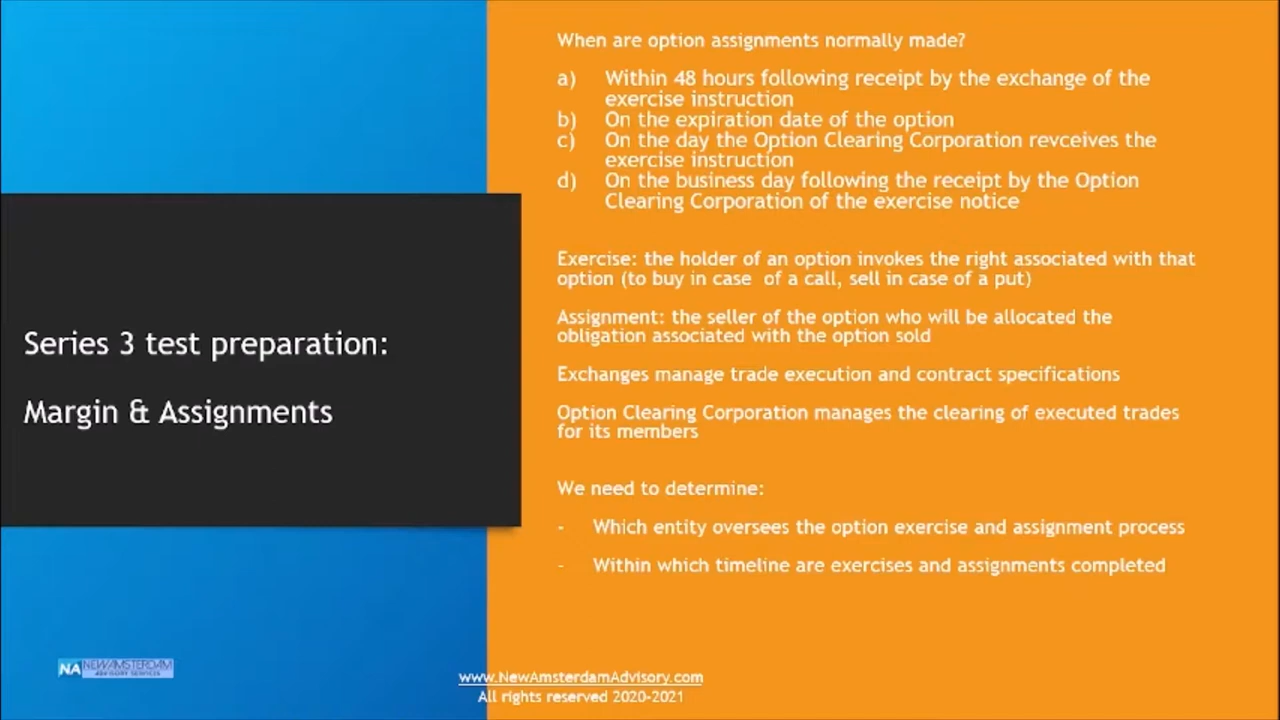 When are option assignments normally made?
a) Within 48 hours following receipt by the exchange of the
exercise instruction
b) On the expiration date of the option
c) On the day the Option Clearing Corporation revceives the
exercise instruction
d) On the business day following the receipt by the Option
Clearing Corporation of the exercise notice
Exercise: the holder of an option invokes the right associated with that
option (to buy in case of a call, sell in case of a put)
Assignment: the seller of the option who will be allocated the
obligation associated with the option sold
Exchanges manage trade execution and contract specifications
Option Clearing Corporation manages the clearing of executed trades
for its members
We need to determine:
- Which entity oversees the option exercise and assignment process
- Within which timeline are exercises and assignments completed
Series 3 test preparation:
Margin & Assignments
NA NEWAMSTERDAM
ADVISORY SERVICES
www.NewAmsterdamAdvisory.com
All rights reserved 2020-2021